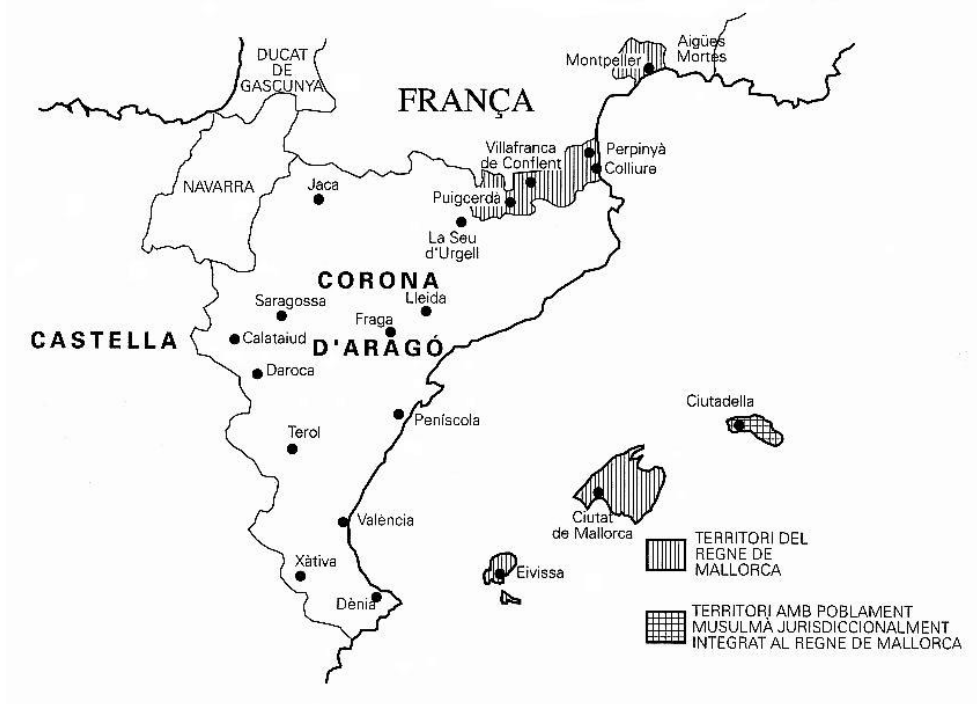 DUCAT
DE
GASCUNYA
Aigües
Mortes
Montpeller
FRANÇA
Villafranca
de Conflent
Perpinyà
Colliure
NAVARRA
Jaca
Puigcerdà
La Seu
d'Urgell
CORONA
Saragossa
Lleida
Fraga
CASTELLA
Calataiud
D'ARAGÓ
Daroca
Ciutadella
Peníscola
Terol
València
Ciutat
de Mallorca
TERRITORI DEL
REGNE DE
MALLORCA
Xàtiva
Eivissa
Dènia
TERRITORI AMB POBLAMENT
MUSULMÀ JURISDICCIONALMENT
INTEGRAT AL REGNE DE MALLORCA